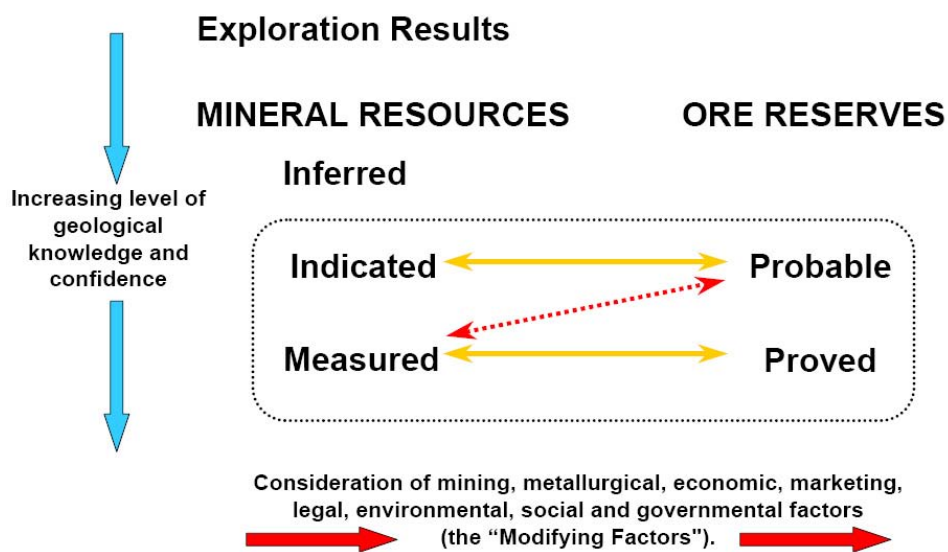 Exploration Results
MINERAL RESOURCES
ORE RESERVES
Inferred
Increasing level of
geological
knowledge and
confidence
Indicated
Probable
Measured
Proved
Consideration of mining, metallurgical, economic, marketing,
legal, environmental, social and governmental factors
(the “Modifying Factors").